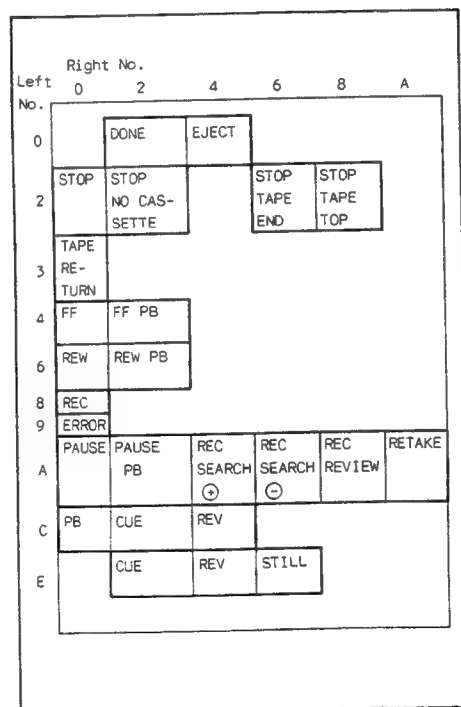 Right No.
Left 0 2 4 6 8 A
No.
0 DONE EJECT
2 STOP STOP STOP STOP
NO CAS- TAPE TAPE
SETTE END TOP
TAPE
3 RE-
TURN
4 FF FF PB
6 REW REW PB
8 REC
9 ERROR
PAUSE PAUSE REC REC REC RETAKE
A PB SEARCH SEARCH REVIEW
⊕ ⊖
C PB CUE REV
E CUE REV STILL